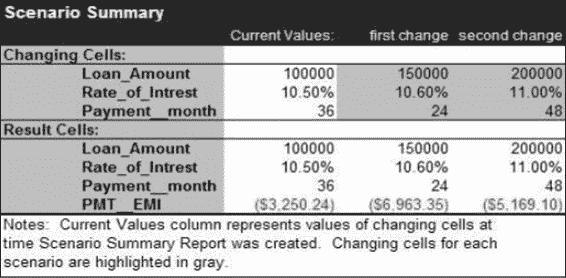 Scenario Summary
Current Values: first change second change
Changing Cells:
Loan_Amount 100000 150000 200000
Rate_of_Intrest 10.50% 10.60% 11.00%
Payment__month 36 24 48
Result Cells:
Loan_Amount 100000 150000 200000
Rate_of_Intrest 10.50% 10.60% 11.00%
Payment__month 36 24 48
PMT__EMI ($3,250.24) ($6,963.35) ($5,169.10)
Notes: Current Values column represents values of changing cells at
time Scenario Summary Report was created. Changing cells for each
scenario are highlighted in gray.